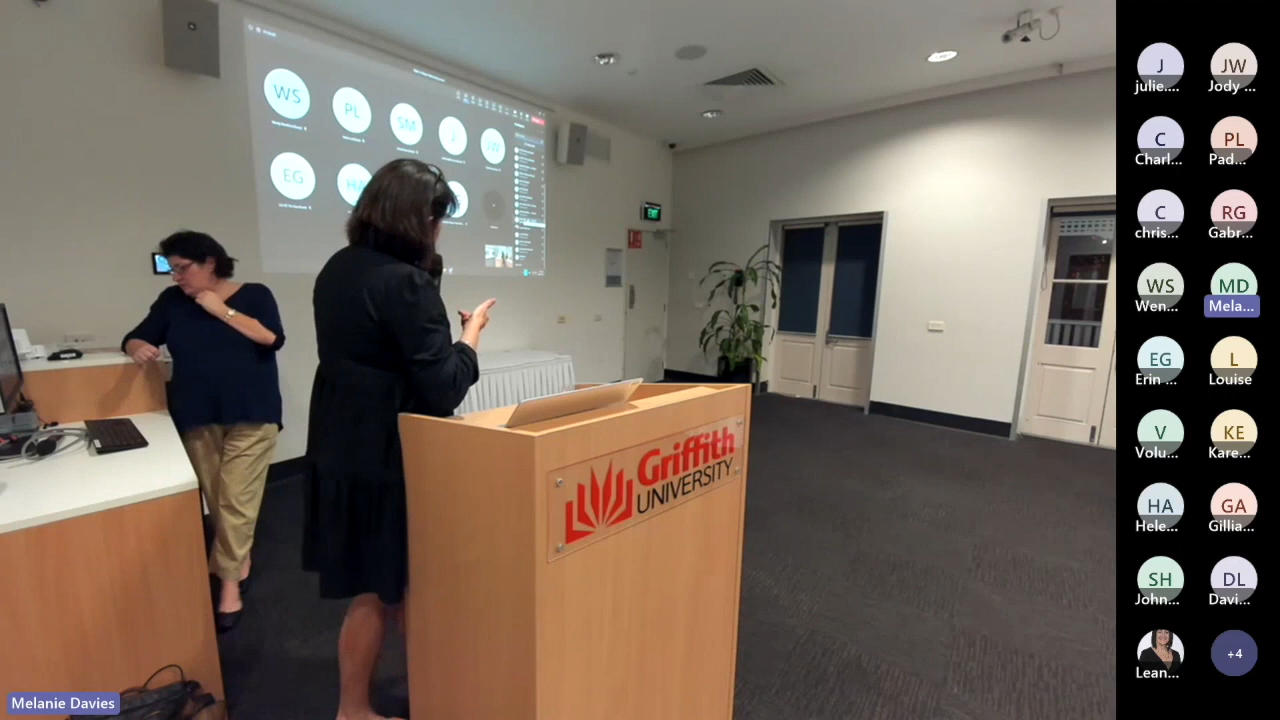 WS
PL
SM
J
JW
EG
EXIT
Griffith
UNIVERSITY
Melanie Davies
J
julie....
JW
Jody ...
C
Charl...
PL
Pad...
C
chris...
RG
Gabr...
WS
Wen...
MD
Mela...
EG
Erin ...
L
Louise
V
Volu...
KE
Kare...
HA
Hele...
GA
Gillia...
SH
John...
DL
Davi...
Lean...
+4